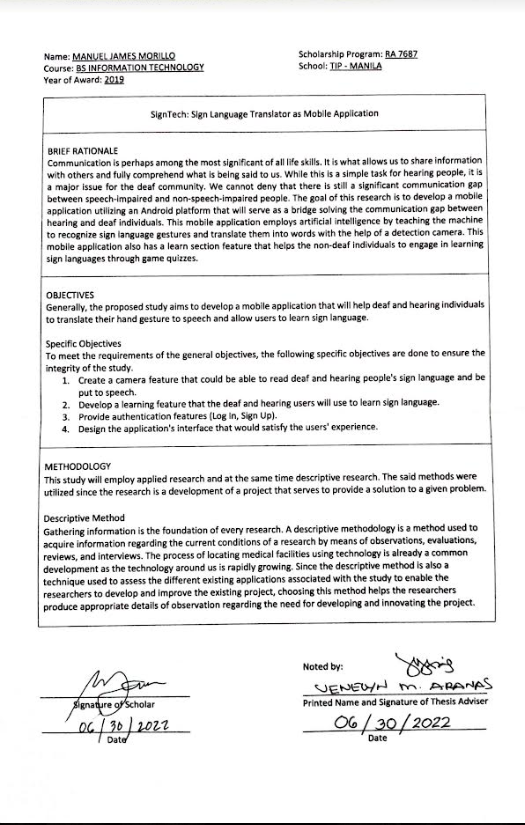 Name: MANUEL JAMES MORILLO
Course: BS INFORMATION TECHNOLOGY
Year of Award: 2019
Scholarship Program: RA 7687
School: TIP - MANILA
SignTech: Sign Language Translator as Mobile Application
BRIEF RATIONALE
Communication is perhaps among the most significant of all life skills. It is what allows us to share information
with others and fully comprehend what is being said to us. While this is a simple task for hearing people, it is
a major issue for the deaf community. We cannot deny that there is still a significant communication gap
between speech-impaired and non-speech-impaired people. The goal of this research is to develop a mobile
application utilizing an Android platform that will serve as a bridge solving the communication gap between
hearing and deaf individuals. This mobile application employs artificial intelligence by teaching the machine
to recognize sign language gestures and translate them into words with the help of a detection camera. This
mobile application also has a learn section feature that helps the non-deaf individuals to engage in learning
sign languages through game quizzes.
OBJECTIVES
Generally, the proposed study aims to develop a mobile application that will help deaf and hearing individuals
to translate their hand gesture to speech and allow users to learn sign language.
Specific Objectives
To meet the requirements of the general objectives, the following specific objectives are done to ensure the
integrity of the study.
1. Create a camera feature that could be able to read deaf and hearing people's sign language and be
put to speech.
2. Develop a learning feature that the deaf and hearing users will use to learn sign language.
3. Provide authentication features (Log In, Sign Up).
4. Design the application's interface that would satisfy the users' experience.
METHODOLOGY
This study will employ applied research and at the same time descriptive research. The said methods were
utilized since the research is a development of a project that serves to provide a solution to a given problem.
Descriptive Method
Gathering information is the foundation of every research. A descriptive methodology is a method used to
acquire information regarding the current conditions of a research by means of observations, evaluations,
reviews, and interviews. The process of locating medical facilities using technology is already a common
development as the technology around us is rapidly growing. Since the descriptive method is also a
technique used to assess the different existing applications associated with the study to enable the
researchers to develop and improve the existing project, choosing this method helps the researchers
produce appropriate details of observation regarding the need for developing and innovating the project.
Signature of Scholar
06/30/2022
Date
Noted by:
VENELYN M. ARANAS
Printed Name and Signature of Thesis Adviser
06/30/2022
Date